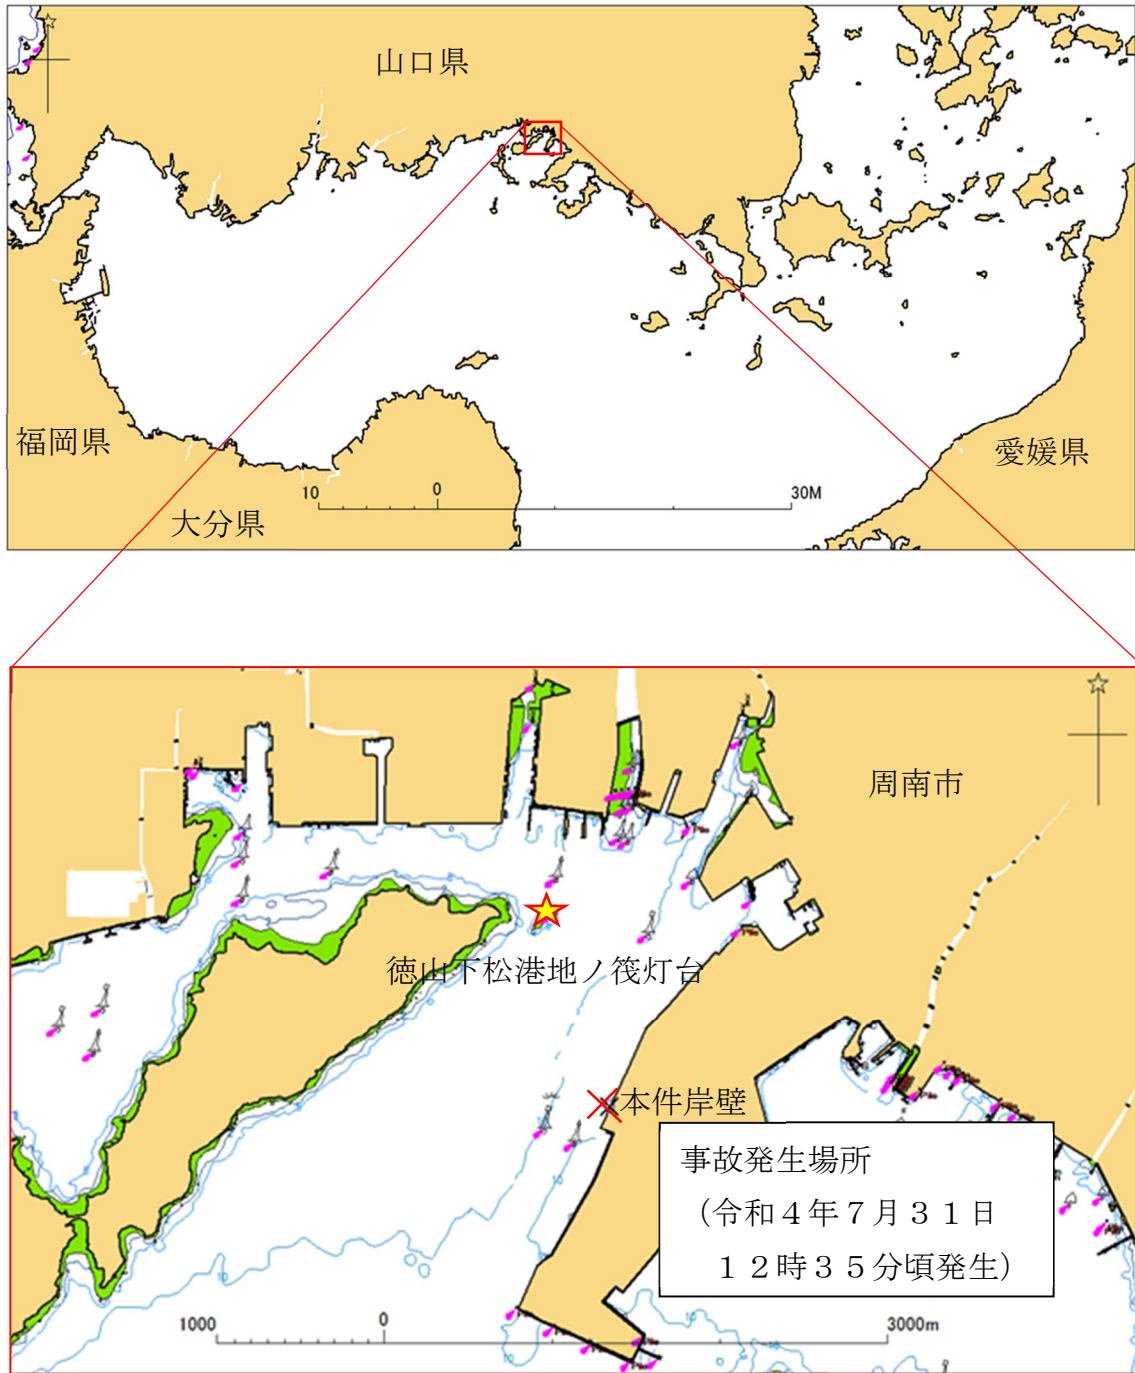 山口県
福岡県
愛媛県
大分県
10 0 30M
周南市
徳山下松港地ノ筏灯台
本件岸壁
事故発生場所
（令和４年７月３１日
１２時３５分頃発生）
1000 0 3000m